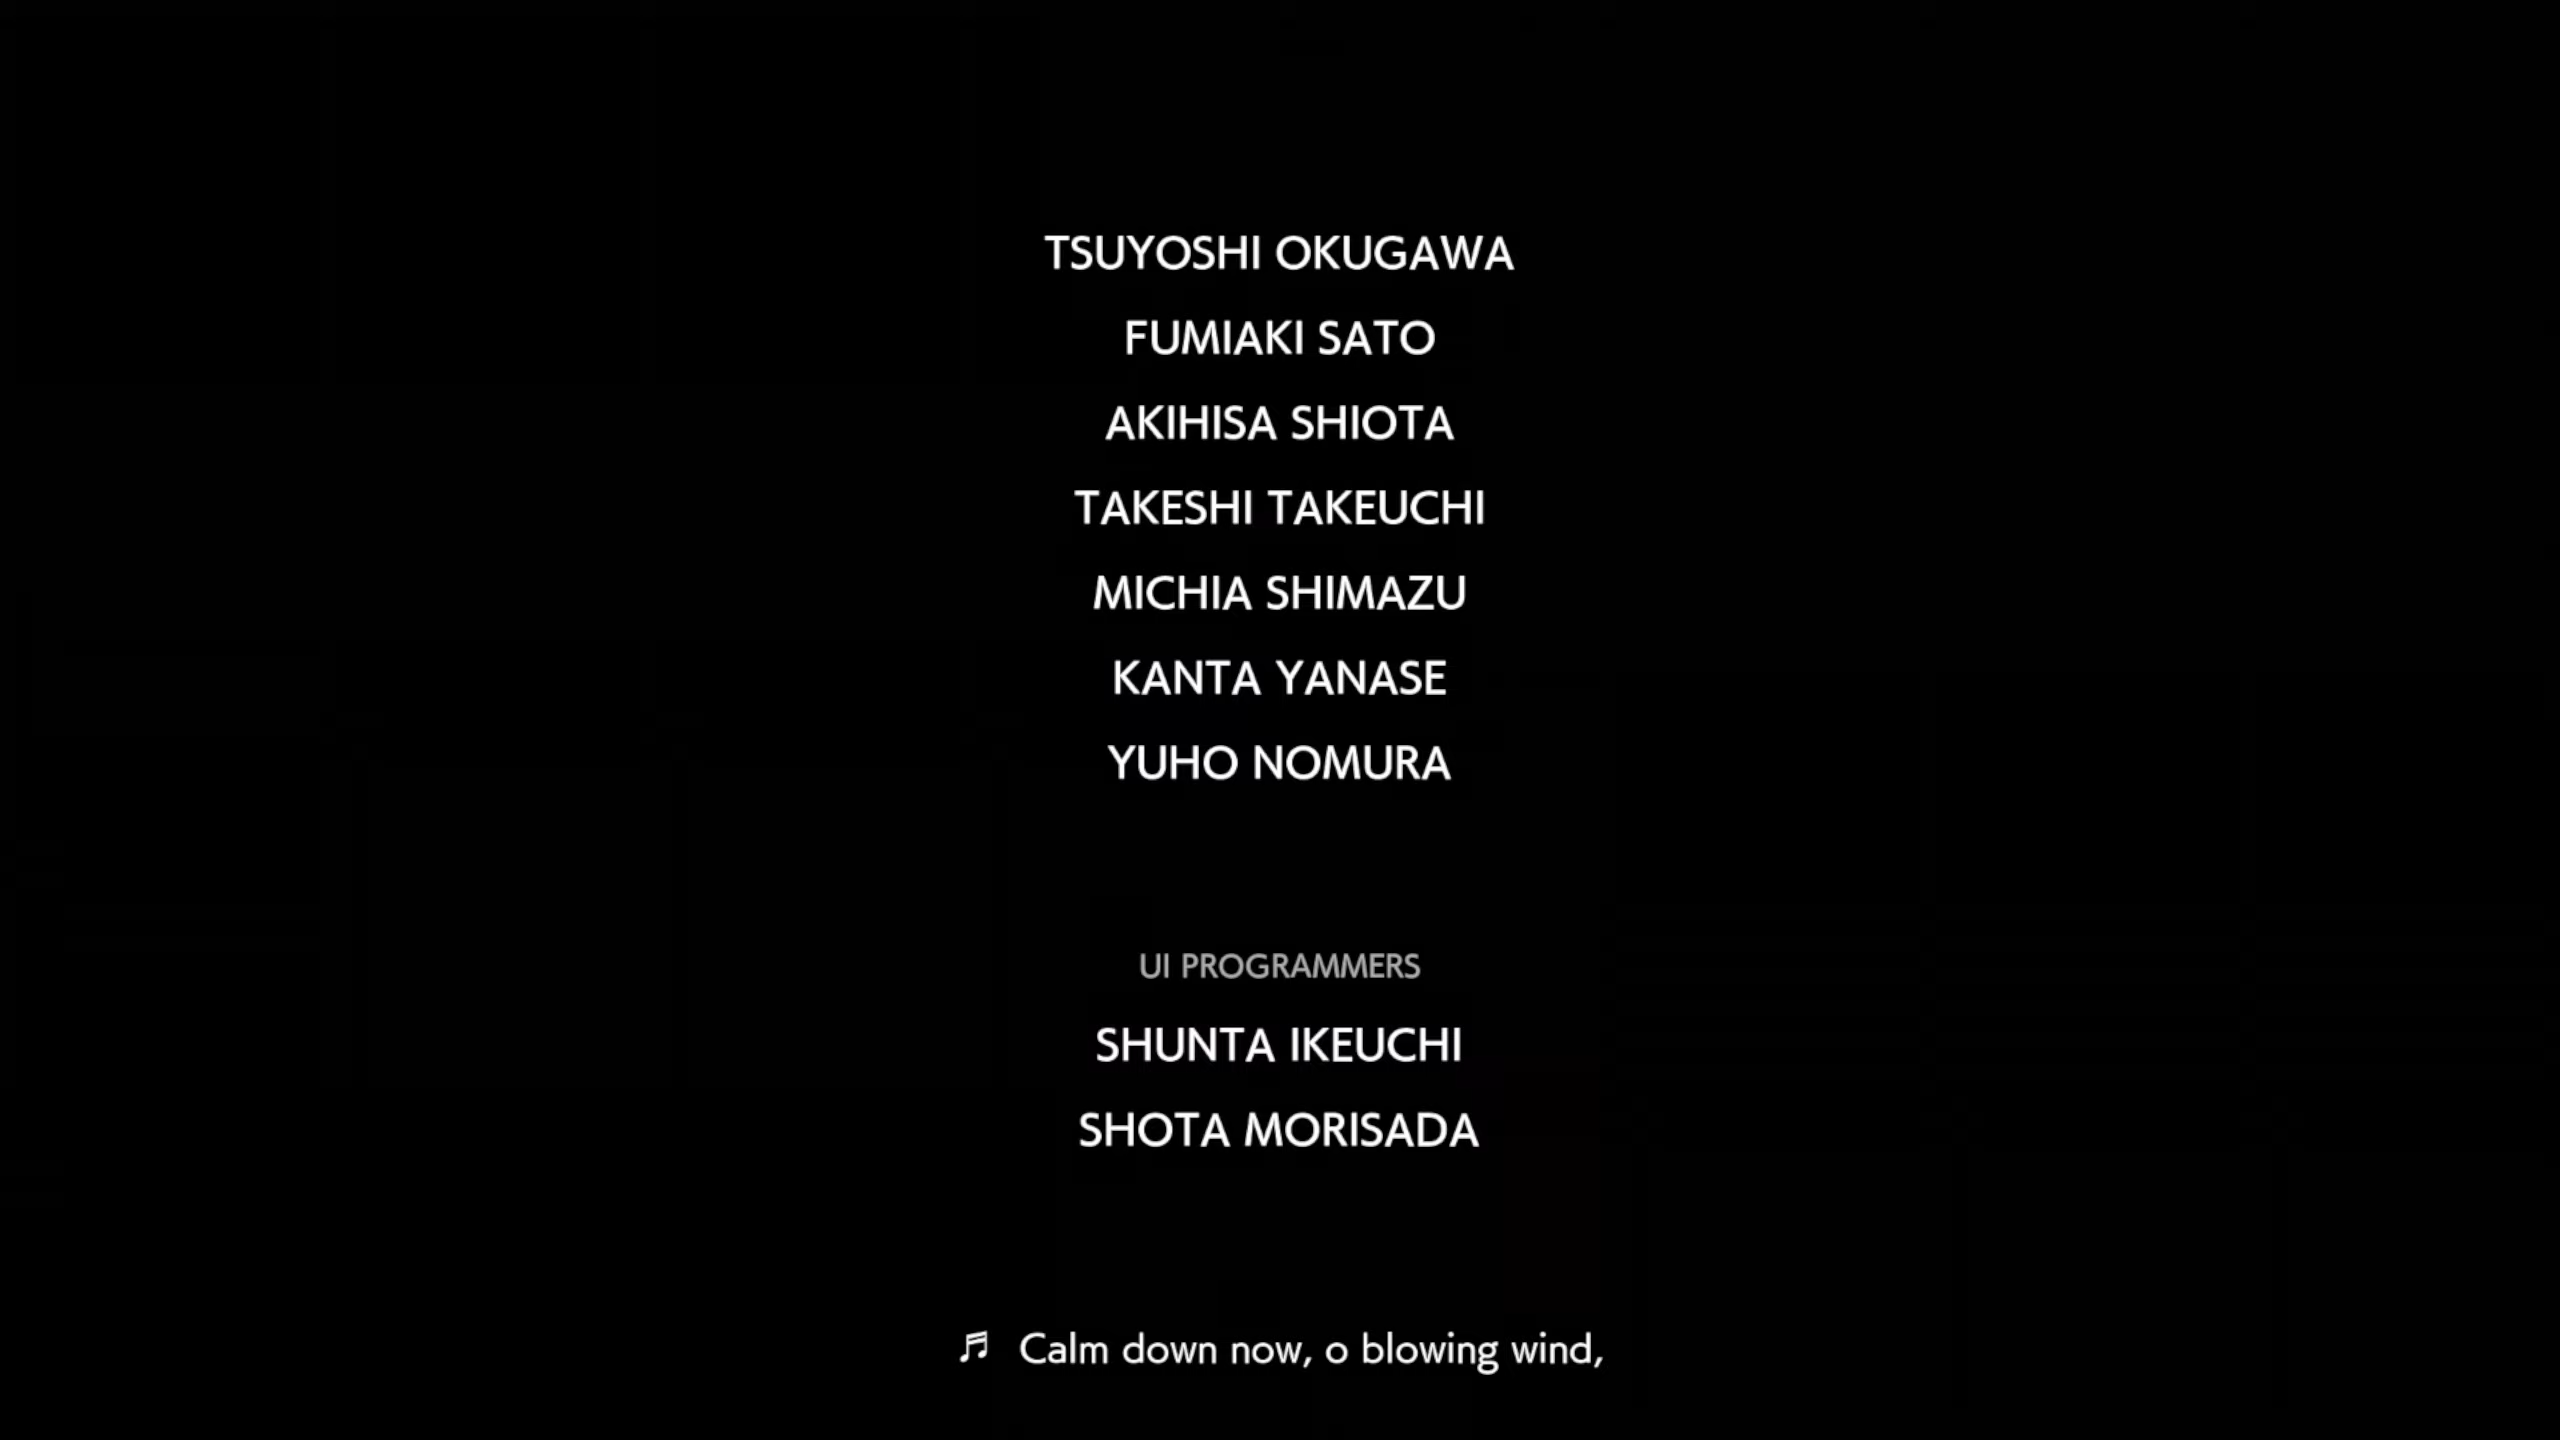 TSUYOSHI OKUGAWA
FUMIAKI SATO
AKIHISA SHIOTA
TAKESHI TAKEUCHI
MICHIA SHIMAZU
KANTA YANASE
YUHO NOMURA
UI PROGRAMMERS
SHUNTA IKEUCHI
SHOTA MORISADA
♬ Calm down now, o blowing wind,